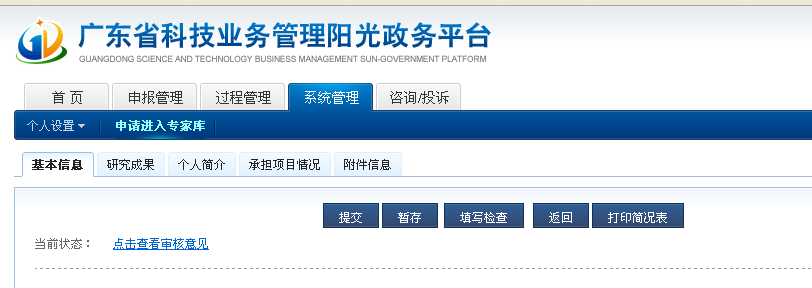 广东省科技业务管理阳光政务平台
GUANGDONG SCIENCE AND TECHNOLOGY BUSINESS MANAGEMENT SUN-GOVERNMENT PLATFORM
首 页 申报管理 过程管理 系统管理 咨询/投诉
个人设置 申请进入专家库
基本信息 研究成果 个人简介 承担项目情况 附件信息
提交 暂存 填写检查 返回 打印简况表
当前状态： 点击查看审核意见